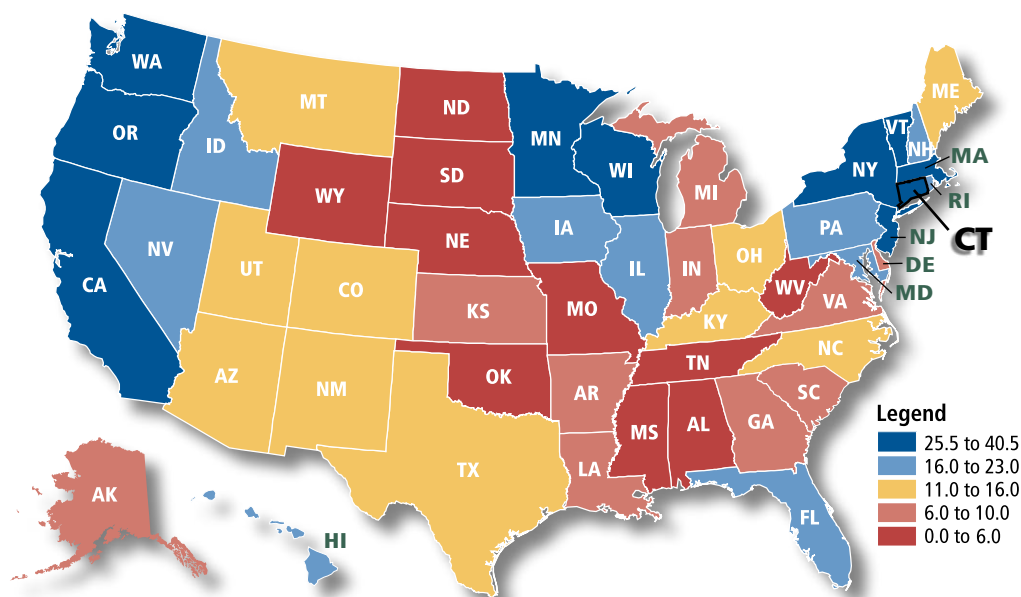 WA
MT
ND
ME
OR
MN
VT
ID
NH
MA
WI
NY
SD
WY
MI
RI
IA
PA
NJ
CT
NE
NV
UT
OH
DE
IL
IN
CA
CO
WV
MD
VA
KS
MO
KY
NC
TN
AZ
OK
NM
AR
SC
GA
MS
AL
Legend
25.5 to 40.5
TX
LA
16.0 to 23.0
AK
11.0 to 16.0
6.0 to 10.0
FL
0.0 to 6.0
HI